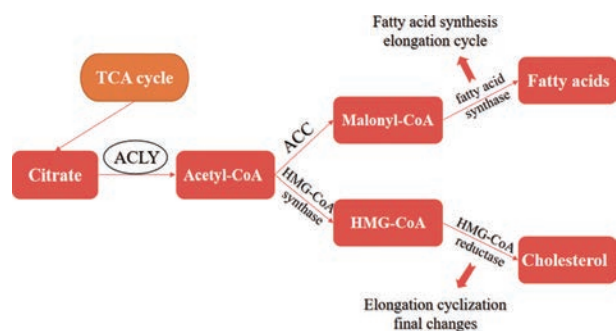 Fatty acid synthesis
elongation cycle
TCA cycle
fatty acid
synthase
Fatty acids
ACC
Malonyl-CoA
ACLY
Citrate
Acetyl-CoA
HMG-CoA
synthase
HMG-CoA
HMG-CoA
reductase
Cholesterol
Elongation cyclization
final changes